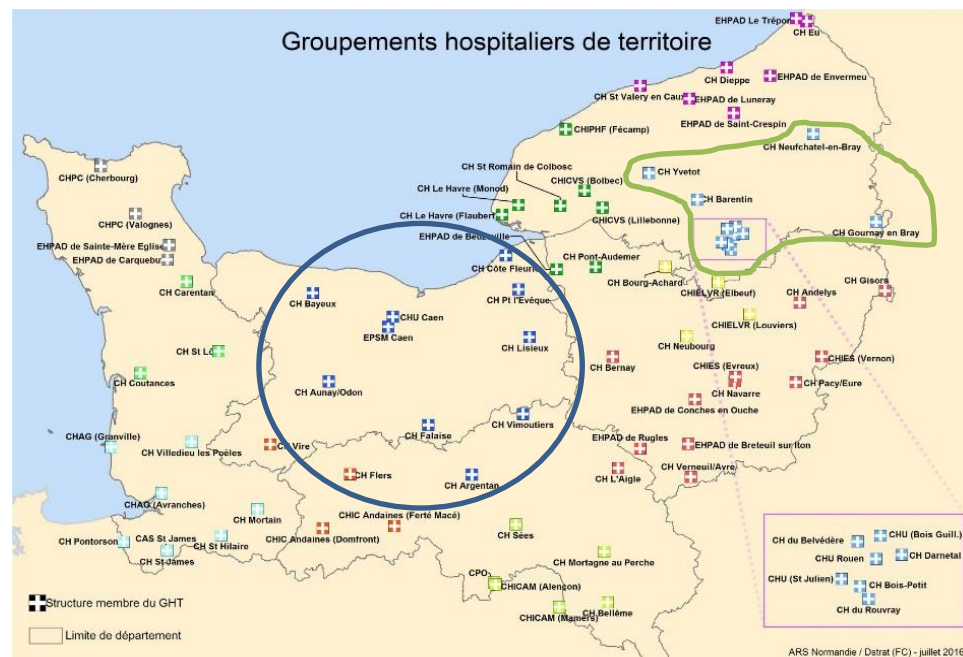 Groupements hospitaliers de territoire
EHPAD Le Trépor
CH Eu
CH Dieppe
EHPAD de Envermeu
CH St Valery en Caux
EHPAD de Luneray
EHPAD de Saint-Crespin
CHIPHF (Fécamp)
CH Neufchatel-en-Bray
CH St Romain de Colbosc
CH Yvetot
CHPC (Cherbourg)
CHICVS (Bolbec)
CH Le Havre (Monod)
CH Barentin
CHPC (Valognes)
CH Le Havre (Flaubert)
CHICVS (Lillebonne)
CH Gournay en Bray
EHPAD de Beuzeville
EHPAD de Sainte-Mère Eglise
EHPAD de Carquebu
CH Côte Fleurie
CH Pont-Audemer
CH Bourg-Achard
CH Gisors
CH Carentan
CHIELVR (Elbeuf)
CH Andelys
CH Bayeux
CH Pt l'Evêque
CHU Caen
CHIELVR (Louviers)
EPSM Caen
CH Lisieux
CH Neubourg
CH St Lô
CH Bernay
CHIES (Evreux)
CHIES (Vernon)
CH Coutances
CH Aunay/Odon
CH Navarre
CH Pacy/Eure
EHPAD de Conches en Ouche
CH Vimoutiers
CHAG (Granville)
CH Falaise
EHPAD de Rugles
EHPAD de Breteuil sur Iton
CH Villedieu les Poêles
CH Vire
CH Flers
CH Argentan
CH L'Aigle
CH Verneuil/Avre
CHAG (Avranches)
CH Mortain
CHIC Andaines (Ferté Macé)
CH Pontorson
CAS St James
CH St Hilaire
CHIC Andaines (Domfront)
CH Sées
CH St James
CH Mortagne au Perche
CPO
CHICAM (Alençon)
CHICAM (Mamers)
CH Bellême
CH du Belvédère
CHU (Bois Guill.)
CHU Rouen
CH Darnetal
CHU (St Julien)
CH Bois-Petit
CH du Rouvray
Structure membre du GHT
Limite de département
ARS Normandie / Dstrat (FC) - juillet 2016